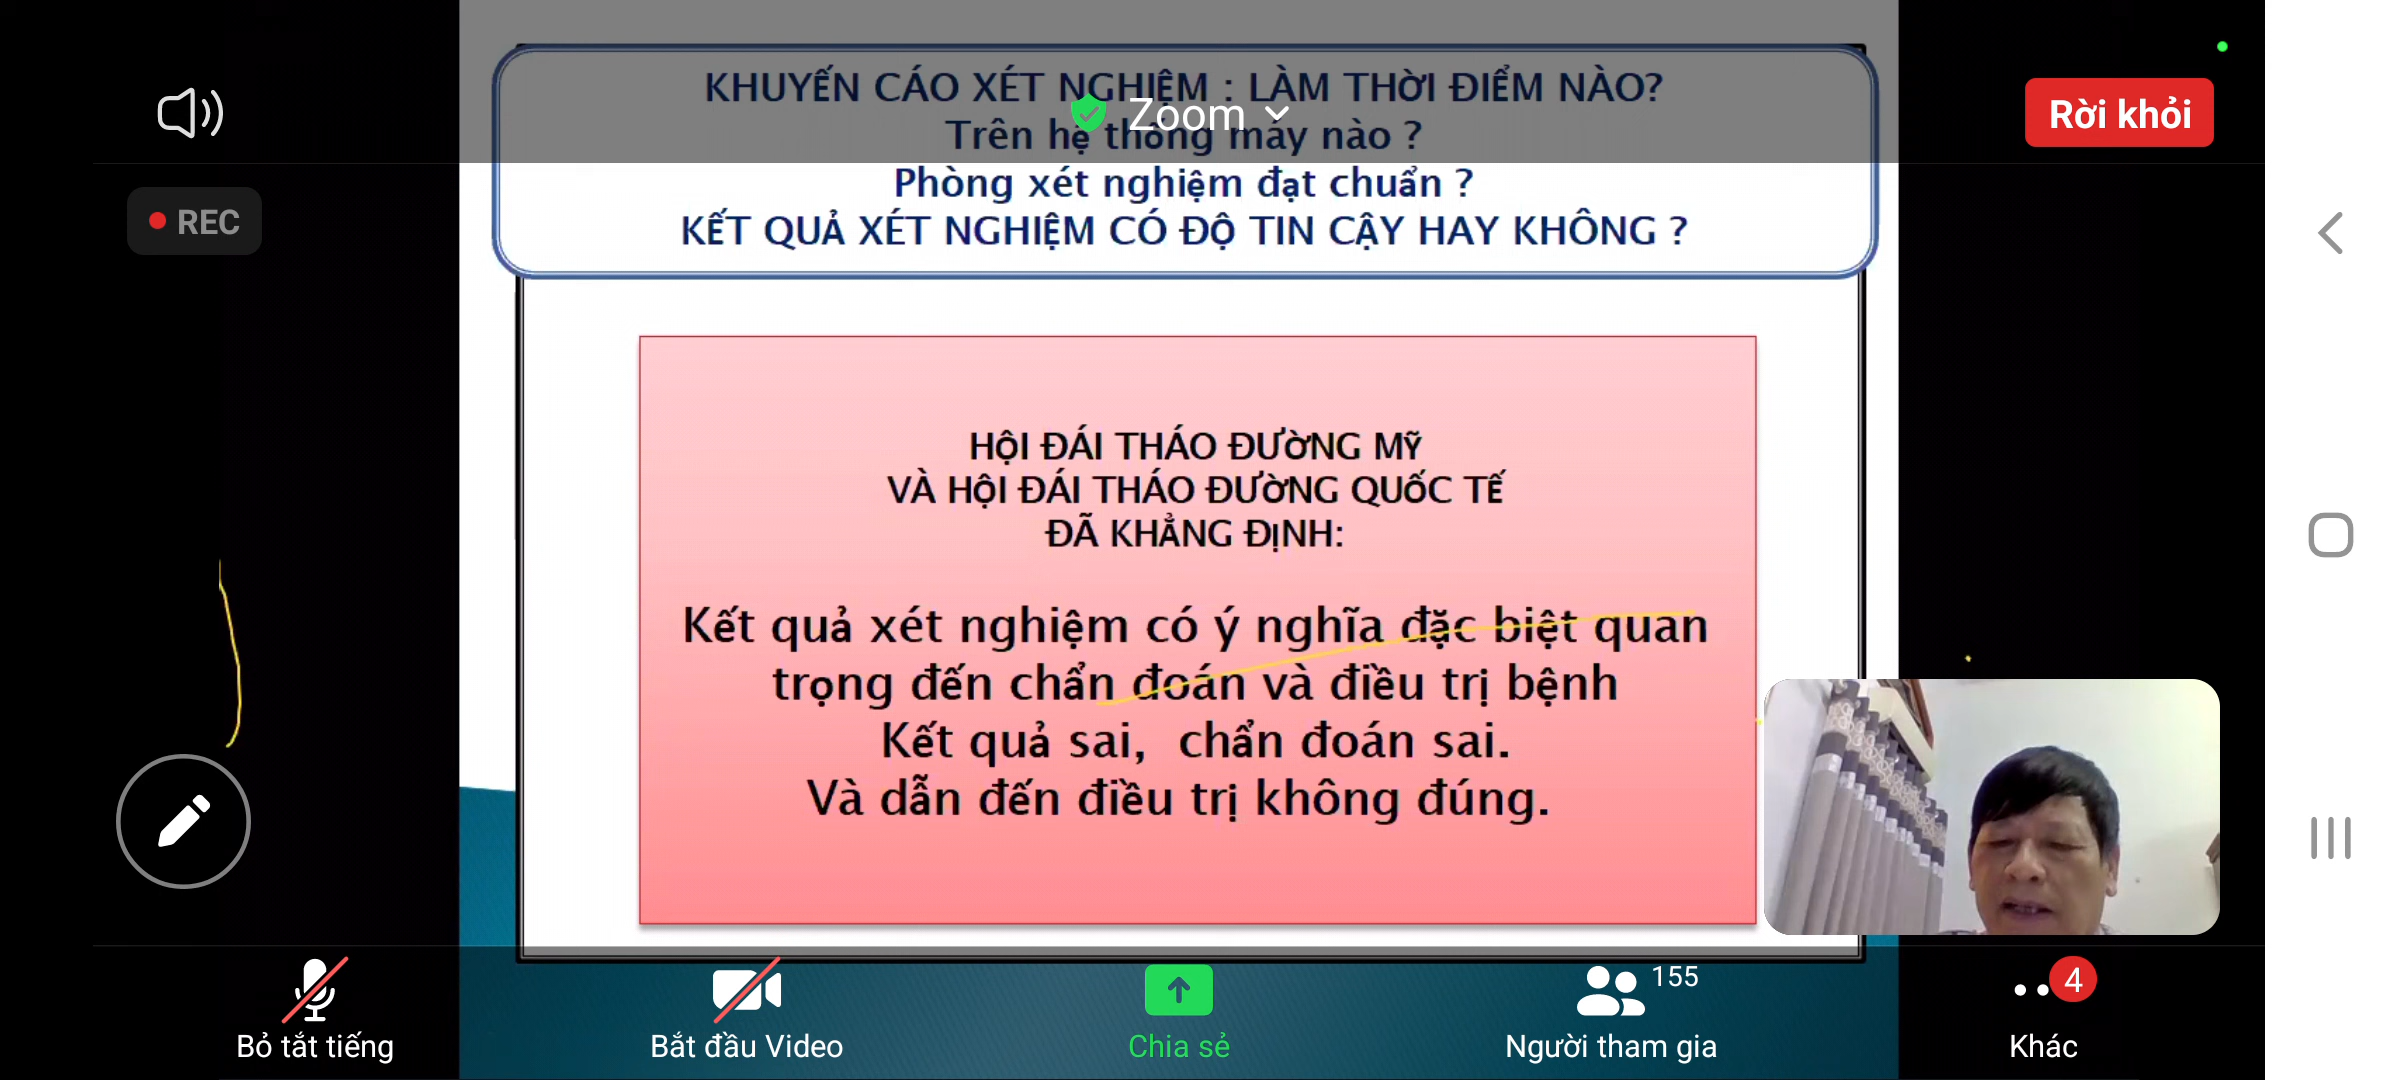 KHUYẾN CÁO XÉT NGHIỆM : LÀM THỜI ĐIỂM NÀO?
Zoom
Rời khỏi
Trên hệ thống máy nào ?
Phòng xét nghiệm đạt chuẩn ?
REC
KẾT QUẢ XÉT NGHIỆM CÓ ĐỘ TIN CẬY HAY KHÔNG ?
HỘI ĐÁI THÁO ĐƯỜNG MỸ
VÀ HỘI ĐÁI THÁO ĐƯỜNG QUỐC TẾ
ĐÃ KHẲNG ĐỊNH:
Kết quả xét nghiệm có ý nghĩa đặc biệt quan
trọng đến chẩn đoán và điều trị bệnh
Kết quả sai, chẩn đoán sai.
Và dẫn đến điều trị không đúng.
155
4
Bỏ tắt tiếng
Bắt đầu Video
Chia sẻ
Người tham gia
Khác